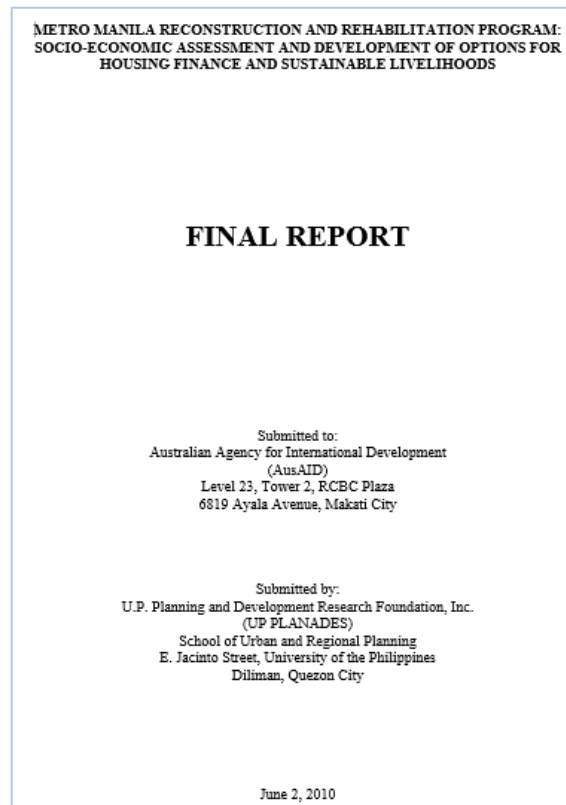 METRO MANILA RECONSTRUCTION AND REHABILITATION PROGRAM:
SOCIO-ECONOMIC ASSESSMENT AND DEVELOPMENT OF OPTIONS FOR
HOUSING FINANCE AND SUSTAINABLE LIVELIHOODS
FINAL REPORT
Submitted to:
Australian Agency for International Development
(AusAID)
Level 23, Tower 2, RCBC Plaza
6819 Ayala Avenue, Makati City
Submitted by:
U.P. Planning and Development Research Foundation, Inc.
(UP PLANADES)
School of Urban and Regional Planning
E. Jacinto Street, University of the Philippines
Diliman, Quezon City
June 2, 2010